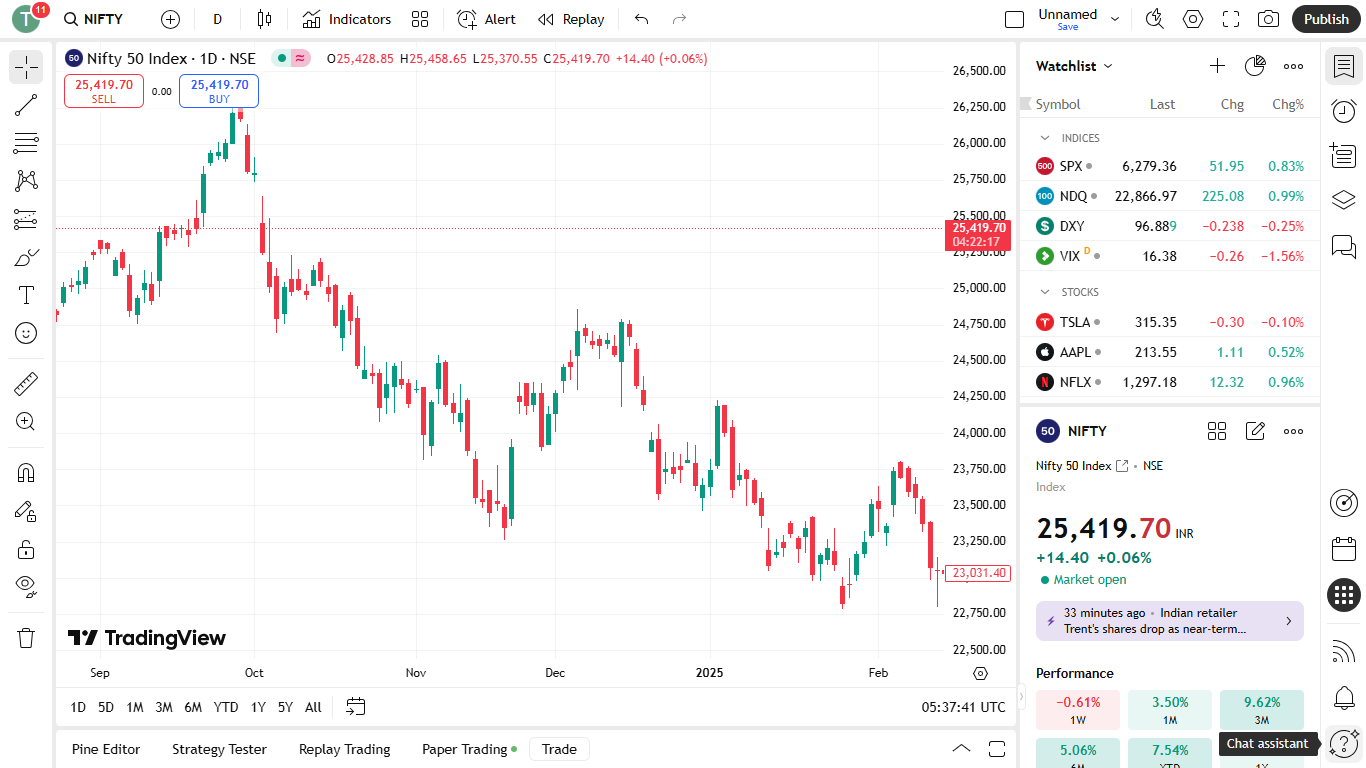 T
11
NIFTY
D
Indicators
Alert
Replay
Unnamed
Save
Publish
50 Nifty 50 Index · 1D · NSE
O25,428.85 H25,458.65 L25,370.55 C25,419.70 +14.40 (+0.06%)
25,419.70
SELL
0.00
25,419.70
BUY
26,500.00
26,250.00
26,000.00
25,750.00
25,500.00
25,419.70
04:22:17
25,250.00
25,000.00
24,750.00
24,500.00
24,250.00
24,000.00
23,750.00
23,500.00
23,250.00
23,031.40
22,750.00
22,500.00
TradingView
Sep Oct Nov Dec 2025 Feb
1D 5D 1M 3M 6M YTD 1Y 5Y All
05:37:41 UTC
Pine Editor Strategy Tester Replay Trading Paper Trading Trade
Watchlist
Symbol Last Chg Chg%
INDICES
500 SPX 6,279.36 51.95 0.83%
100 NDQ 22,866.97 225.08 0.99%
$ DXY 96.889 −0.238 −0.25%
VIX D 16.38 −0.26 −1.56%
STOCKS
TSLA 315.35 −0.30 −0.10%
AAPL 213.55 1.11 0.52%
N NFLX 1,297.18 12.32 0.96%
50 NIFTY
Nifty 50 Index • NSE
Index
25,419.70 INR
+14.40 +0.06%
Market open
33 minutes ago • Indian retailer
Trent's shares drop as near-term...
Performance
−0.61%
1W
3.50%
1M
9.62%
3M
5.06%
6M
7.54%
YTD
1Y
Chat assistant